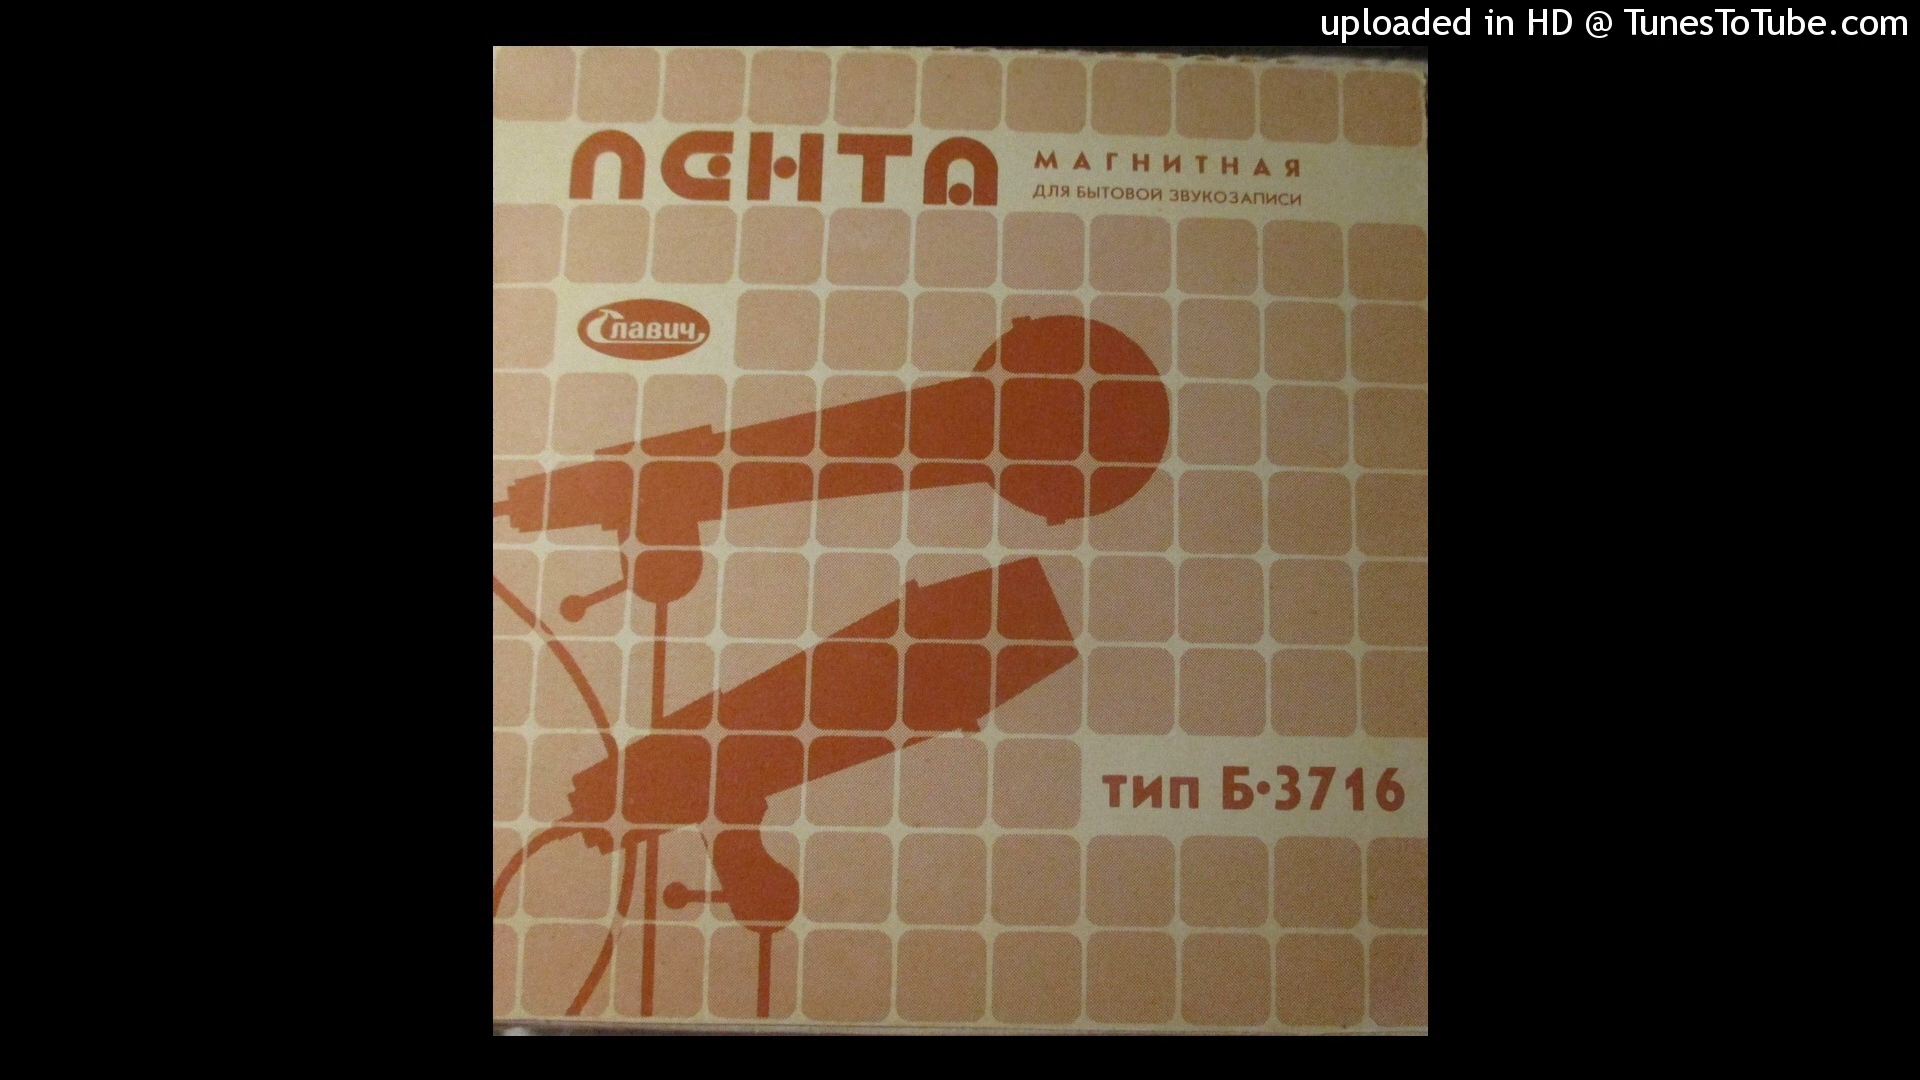 uploaded in HD @ TunesToTube.com
ЛЕНТА
МАГНИТНАЯ
ДЛЯ БЫТОВОЙ ЗВУКОЗАПИСИ
Славич
тип Б•3716